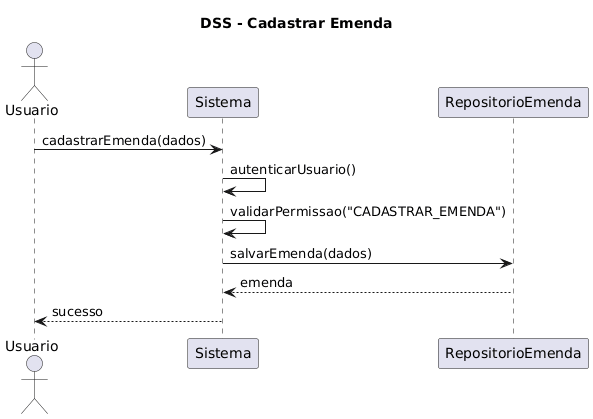 DSS - Cadastrar Emenda
Usuario
Sistema
RepositorioEmenda
cadastrarEmenda(dados)
autenticarUsuario()
validarPermissao("CADASTRAR_EMENDA")
salvarEmenda(dados)
emenda
sucesso
Usuario
Sistema
RepositorioEmenda